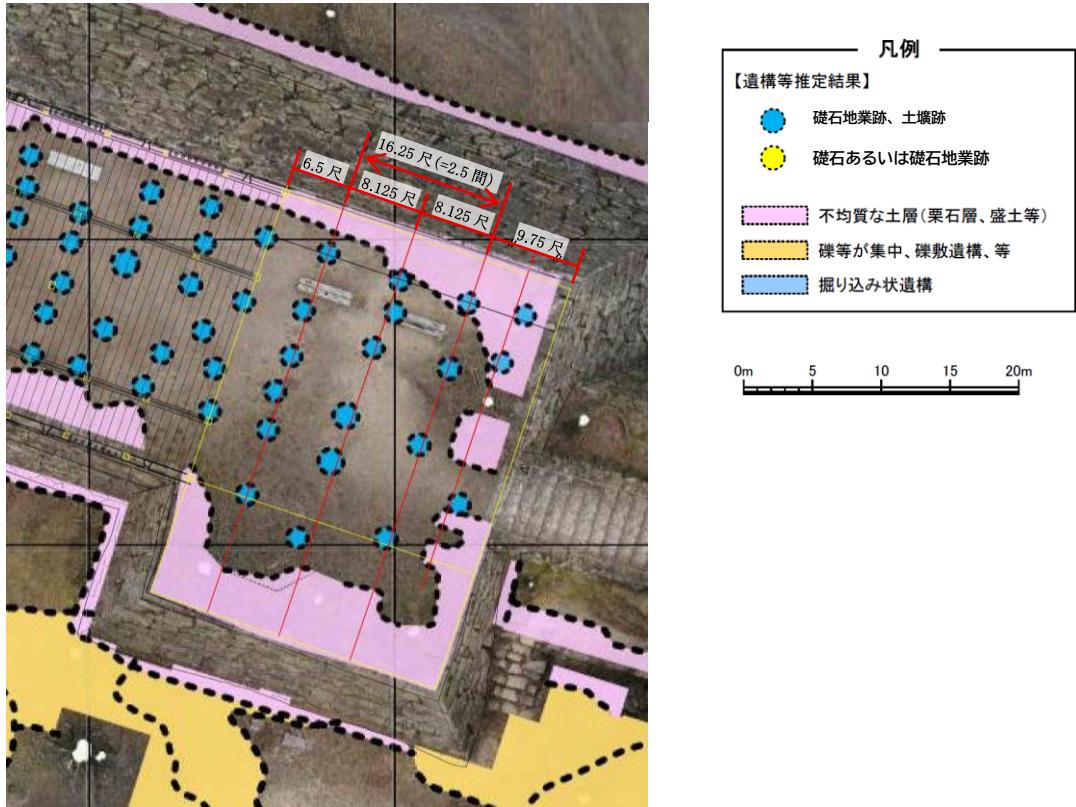 6.5 尺
16.25 尺(=2.5 間)
8.125 尺
8.125 尺
9.75 尺
凡例
【遺構等推定結果】
礎石地業跡、土壙跡
礎石あるいは礎石地業跡
不均質な土層(栗石層、盛土等)
礫等が集中、礫敷遺構、等
掘り込み状遺構
0m 5 10 15 20m